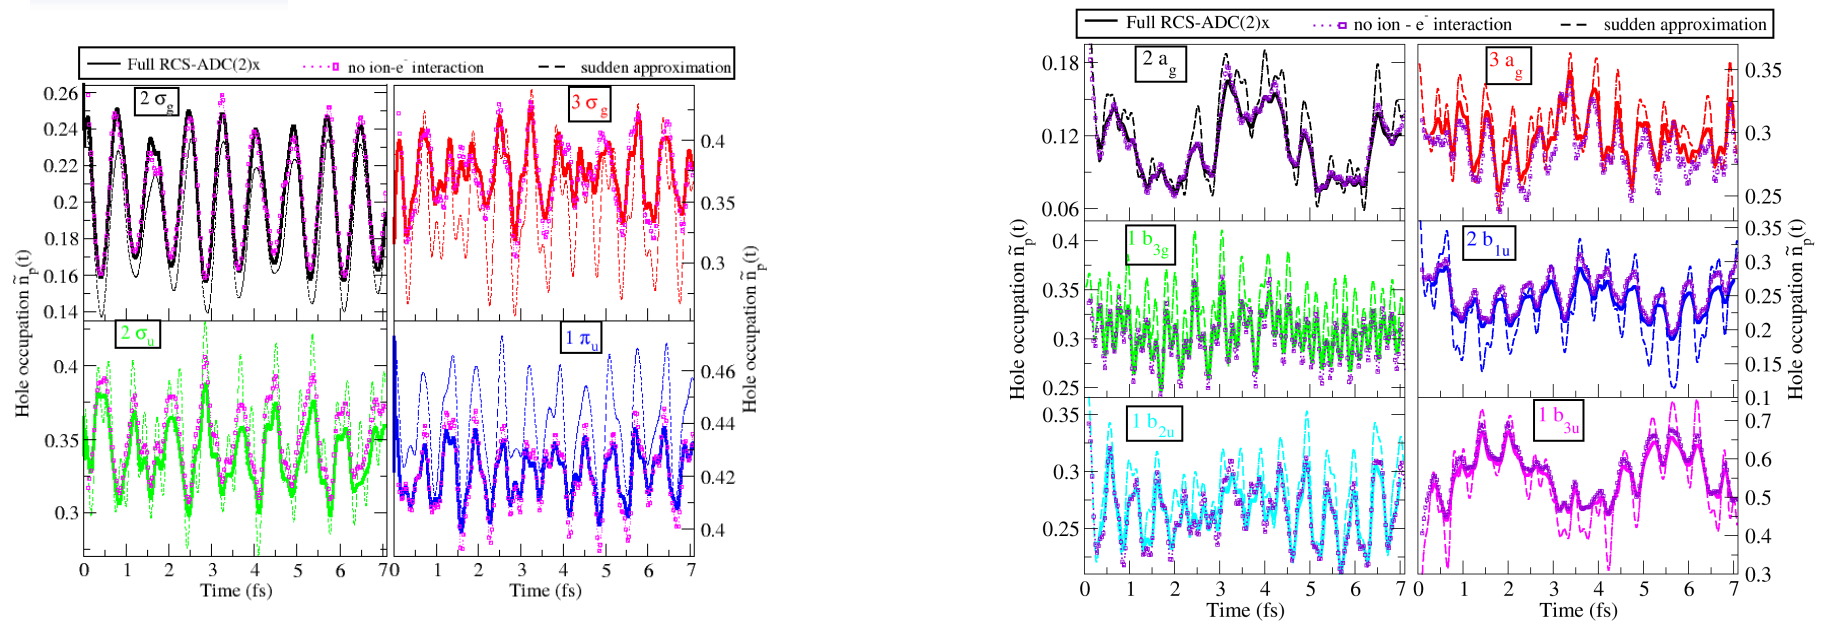 Full RCS-ADC(2)x no ion-e⁻ interaction sudden approximation
0.26
0.24
0.22
0.2
0.18
0.16
0.14
2 σg
3 σg
0.4
0.35
0.3
2 σu
1 πu
0.4
0.35
0.3
0.46
0.44
0.42
0.4
Hole occupation ñp(t)
Hole occupation ñp(t)
0 1 2 3 4 5 6 7
0 1 2 3 4 5 6 7
Time (fs)
Time (fs)
Full RCS-ADC(2)x no ion - e⁻ interaction sudden approximation
0.18
0.12
0.06
2 ag
3 ag
0.35
0.3
0.25
0.4
0.35
0.3
0.25
1 b3g
2 b1u
0.35
0.3
0.25
0.2
0.15
0.1
0.35
0.3
0.25
1 b2u
1 b3u
0.7
0.6
0.5
0.4
0.3
Hole occupation ñp(t)
Hole occupation ñp(t)
0 1 2 3 4 5 6 7
0 1 2 3 4 5 6 7
Time (fs)
Time (fs)